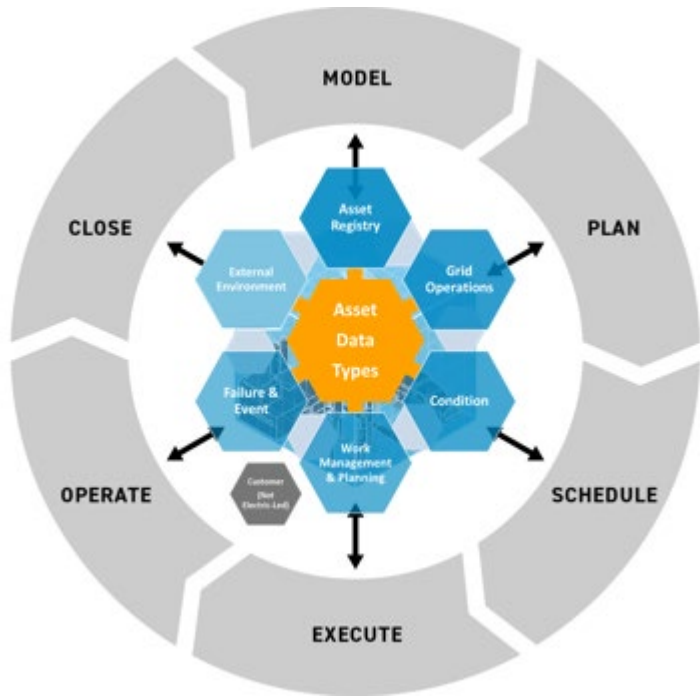 MODEL
PLAN
SCHEDULE
EXECUTE
OPERATE
CLOSE
Asset
Registry
Grid
Operations
Condition
Work
Management
& Planning
Failure &
Event
External
Environment
Asset
Data
Types
Customer
(Not
Electric-Led)